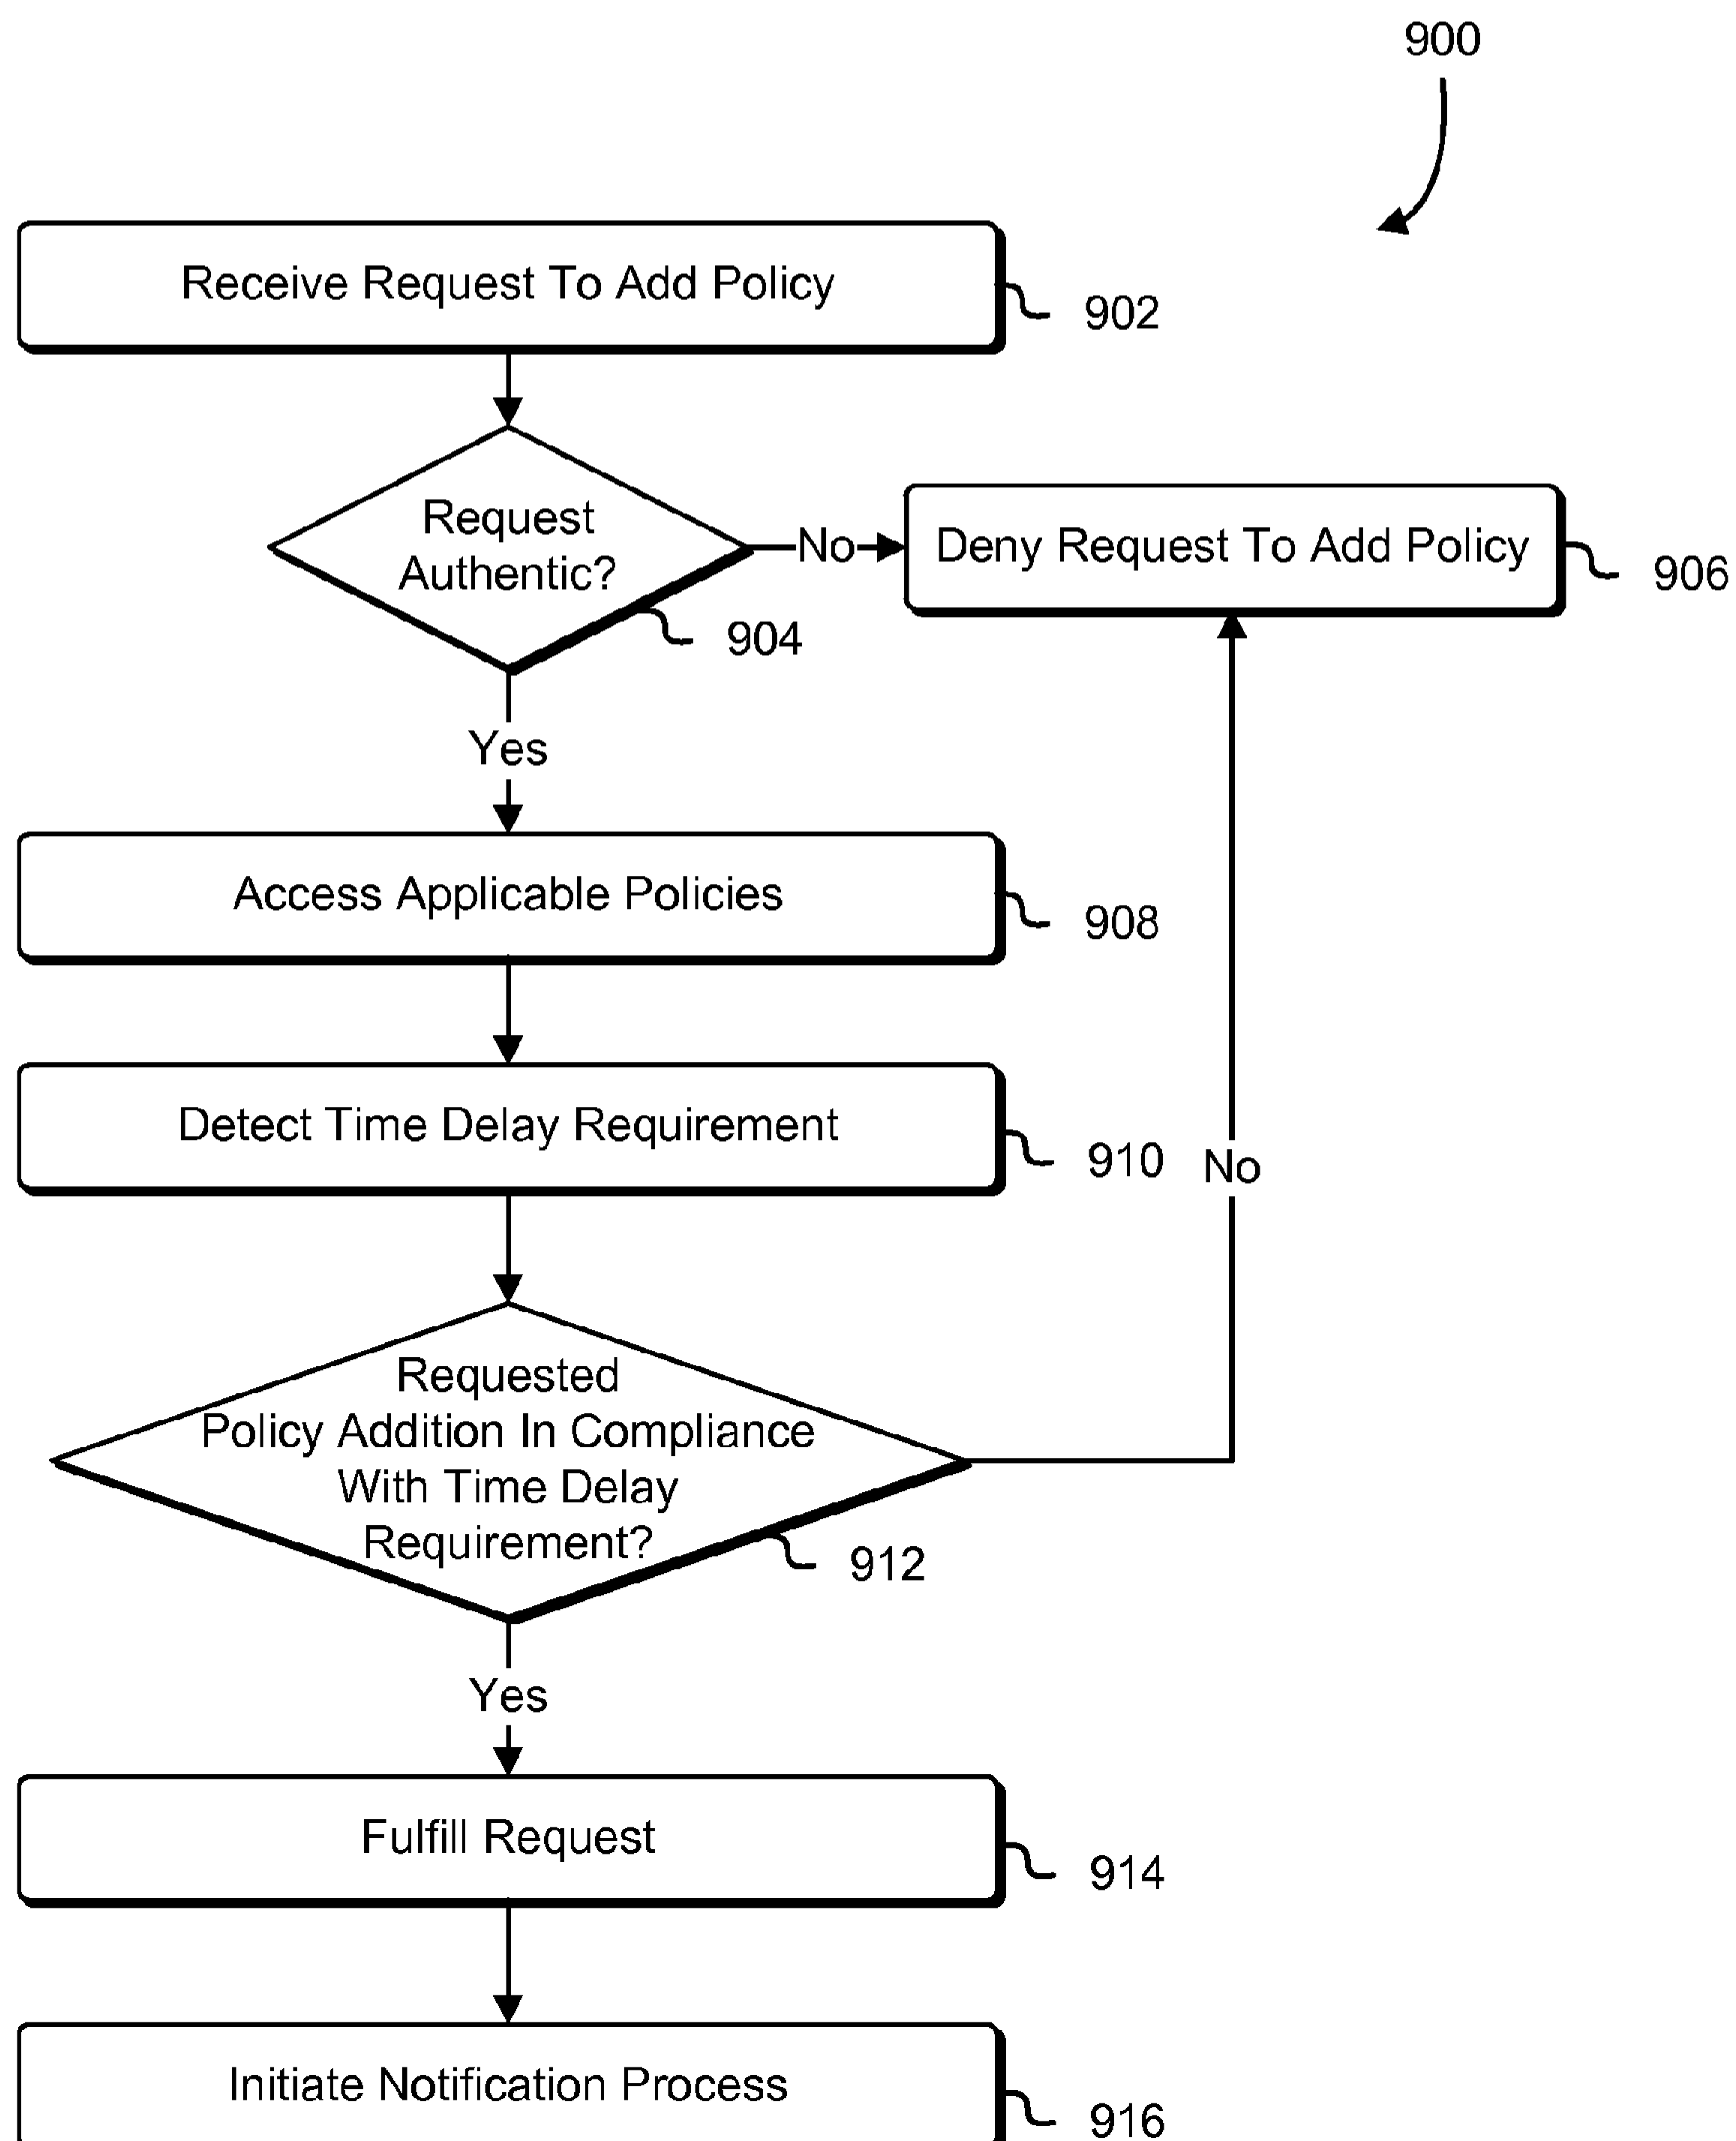 900
Receive Request To Add Policy
902
Request
Authentic?
No
Deny Request To Add Policy
906
904
Yes
Access Applicable Policies
908
Detect Time Delay Requirement
910
No
Requested
Policy Addition In Compliance
With Time Delay
Requirement?
912
Yes
Fulfill Request
914
Initiate Notification Process
916